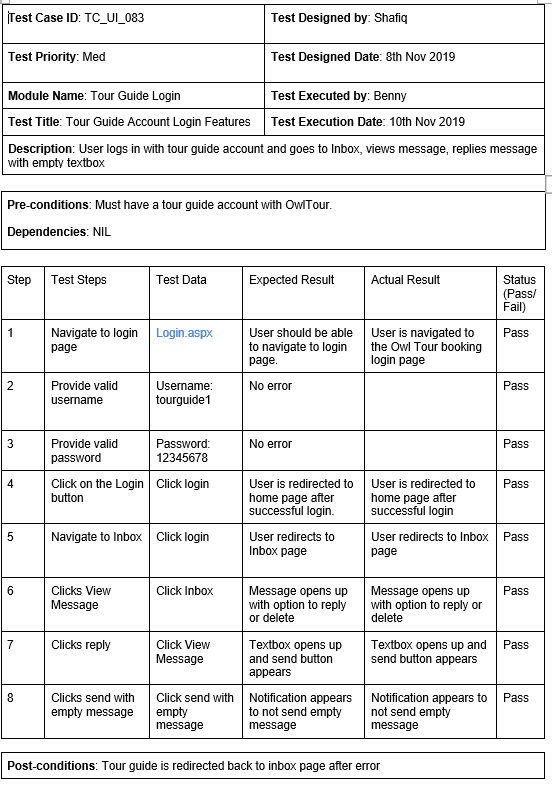 Test Case ID: TC_UI_083
Test Designed by: Shafiq
Test Priority: Med
Test Designed Date: 8th Nov 2019
Module Name: Tour Guide Login
Test Executed by: Benny
Test Title: Tour Guide Account Login Features
Test Execution Date: 10th Nov 2019
Description: User logs in with tour guide account and goes to Inbox, views message, replies message
with empty textbox
Pre-conditions: Must have a tour guide account with OwlTour.
Dependencies: NIL
Step
Test Steps
Test Data
Expected Result
Actual Result
Status
(Pass/
Fail)
1
Navigate to login
page
Login.aspx
User should be able
to navigate to login
page.
User is navigated to
the Owl Tour booking
login page
Pass
2
Provide valid
username
Username:
tourguide1
No error
Pass
3
Provide valid
password
Password:
12345678
No error
Pass
4
Click on the Login
button
Click login
User is redirected to
home page after
successful login.
User is redirected to
home page after
successful login
Pass
5
Navigate to Inbox
Click login
User redirects to
Inbox page
User redirects to Inbox
page
Pass
6
Clicks View
Message
Click Inbox
Message opens up
with option to reply
or delete
Message opens up
with option to reply or
delete
Pass
7
Clicks reply
Click View
Message
Textbox opens up
and send button
appears
Textbox opens up and
send button appears
Pass
8
Clicks send with
empty message
Click send with
empty
message
Notification appears
to not send empty
message
Notification appears to
not send empty
message
Pass
Post-conditions: Tour guide is redirected back to inbox page after error